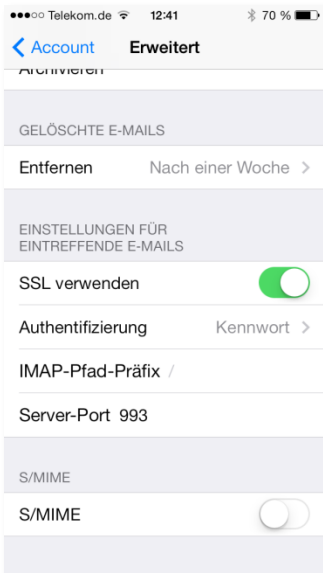 Telekom.de 12:41 70 %
Account Erweitert
Archivieren
GELÖSCHTE E-MAILS
Entfernen Nach einer Woche
EINSTELLUNGEN FÜR
EINTREFFENDE E-MAILS
SSL verwenden
Authentifizierung Kennwort
IMAP-Pfad-Präfix /
Server-Port 993
S/MIME
S/MIME